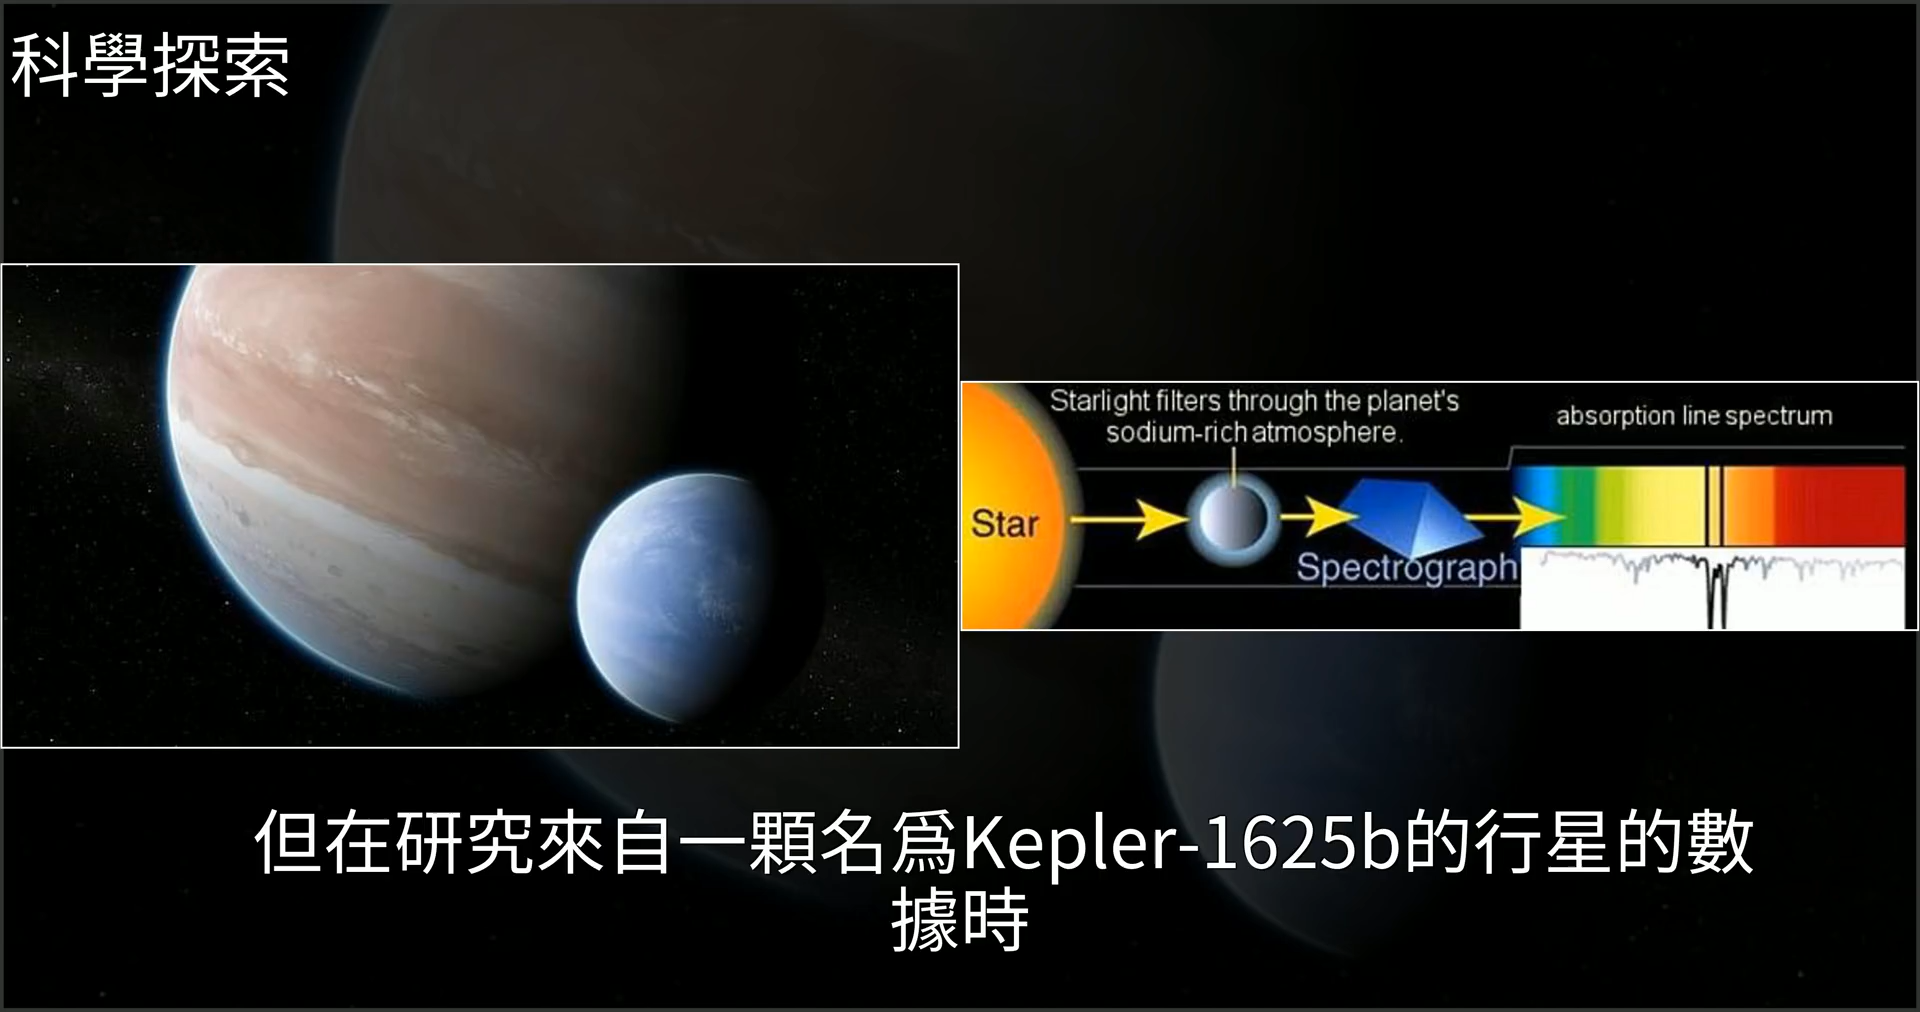 科學探索
Starlight filters through the planet's
sodium-rich atmosphere.
absorption line spectrum
Star
Spectrograph
但在研究來自一顆名爲Kepler-1625b的行星的數
據時